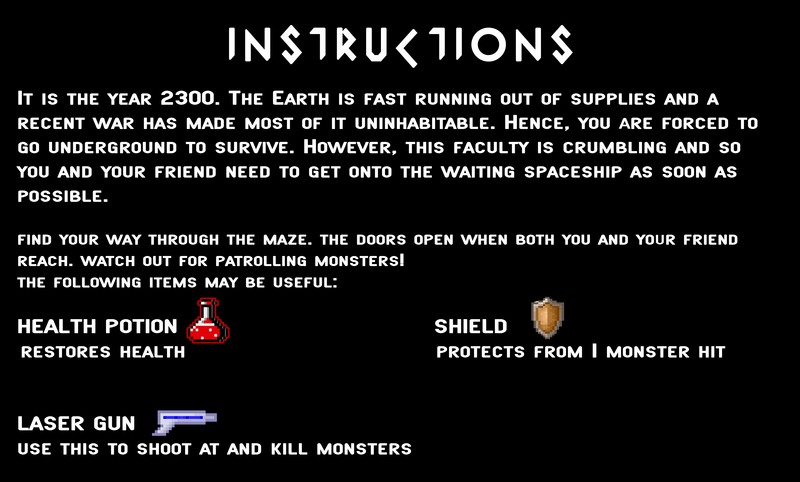 INSTRUCTIONS
It is the year 2300. The Earth is fast running out of supplies and a
recent war has made most of it uninhabitable. Hence, you are forced to
go underground to survive. However, this faculty is crumbling and so
you and your friend need to get onto the waiting spaceship as soon as
possible.
find your way through the maze. the doors open when both you and your friend
reach. watch out for patrolling monsters!
the following items may be useful:
HEALTH POTION
restores health
SHIELD
protects from 1 monster hit
LASER GUN
use this to shoot at and kill monsters